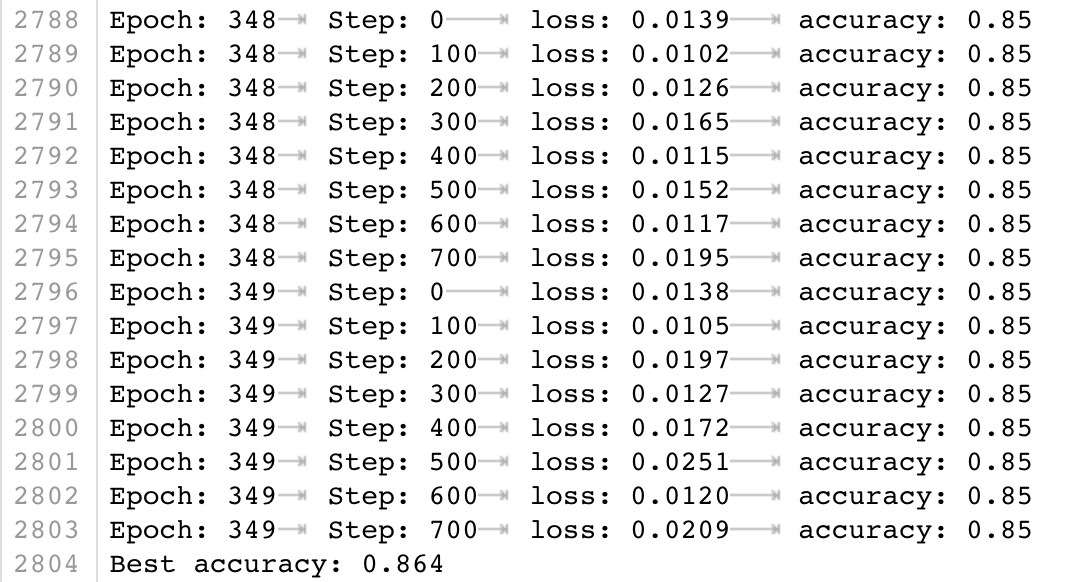 2788 Epoch: 348 Step: 0 loss: 0.0139 accuracy: 0.85
2789 Epoch: 348 Step: 100 loss: 0.0102 accuracy: 0.85
2790 Epoch: 348 Step: 200 loss: 0.0126 accuracy: 0.85
2791 Epoch: 348 Step: 300 loss: 0.0165 accuracy: 0.85
2792 Epoch: 348 Step: 400 loss: 0.0115 accuracy: 0.85
2793 Epoch: 348 Step: 500 loss: 0.0152 accuracy: 0.85
2794 Epoch: 348 Step: 600 loss: 0.0117 accuracy: 0.85
2795 Epoch: 348 Step: 700 loss: 0.0195 accuracy: 0.85
2796 Epoch: 349 Step: 0 loss: 0.0138 accuracy: 0.85
2797 Epoch: 349 Step: 100 loss: 0.0105 accuracy: 0.85
2798 Epoch: 349 Step: 200 loss: 0.0197 accuracy: 0.85
2799 Epoch: 349 Step: 300 loss: 0.0127 accuracy: 0.85
2800 Epoch: 349 Step: 400 loss: 0.0172 accuracy: 0.85
2801 Epoch: 349 Step: 500 loss: 0.0251 accuracy: 0.85
2802 Epoch: 349 Step: 600 loss: 0.0120 accuracy: 0.85
2803 Epoch: 349 Step: 700 loss: 0.0209 accuracy: 0.85
2804 Best accuracy: 0.864